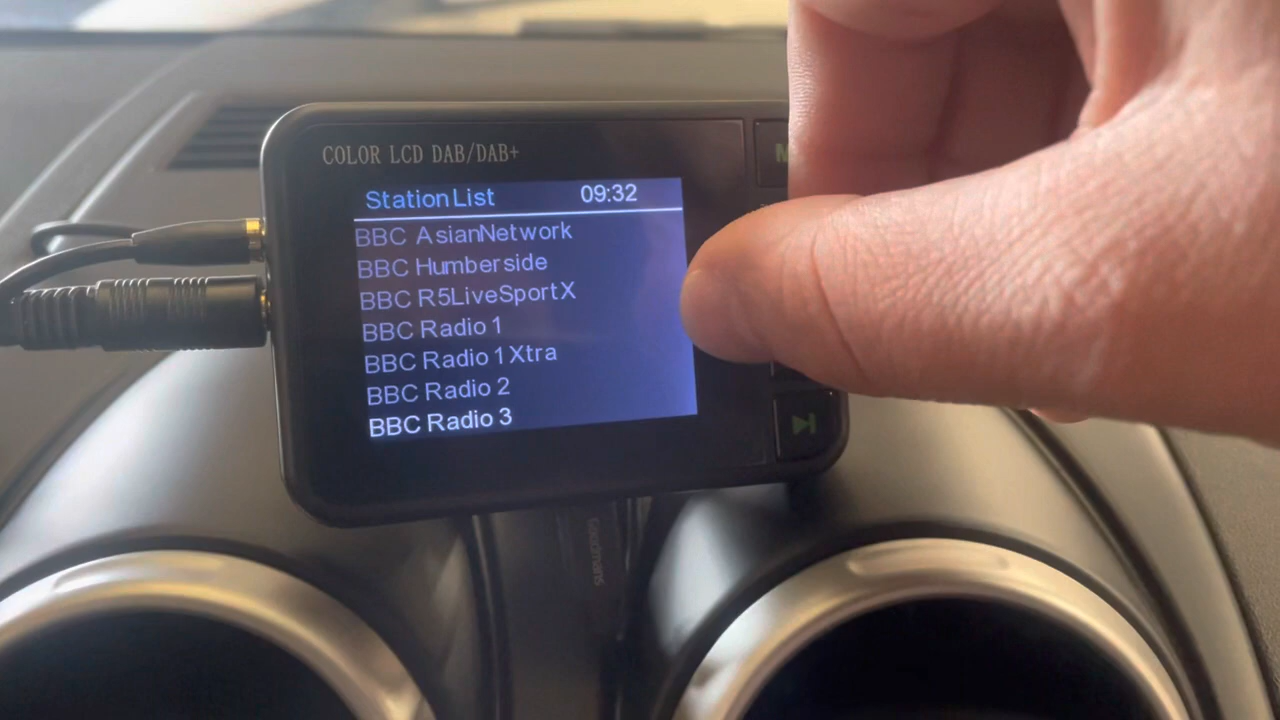 COLOR LCD DAB/DAB+
Station List 09:32
BBC AsianNetwork
BBC Humberside
BBC R5LiveSportX
BBC Radio 1
BBC Radio 1Xtra
BBC Radio 2
BBC Radio 3
Goodmans